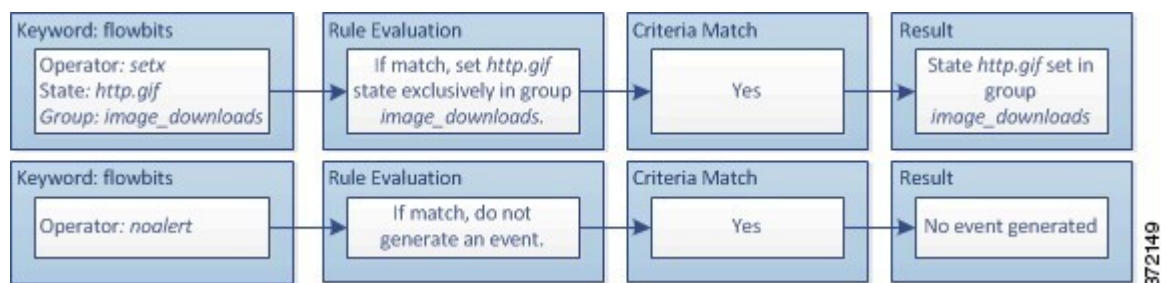 Keyword: flowbits
Operator: setx
State: http.gif
Group: image_downloads
Rule Evaluation
If match, set http.gif
state exclusively in group
image_downloads.
Criteria Match
Yes
Result
State http.gif set in
group
image_downloads
Keyword: flowbits
Operator: noalert
Rule Evaluation
If match, do not
generate an event.
Criteria Match
Yes
Result
No event generated
372149